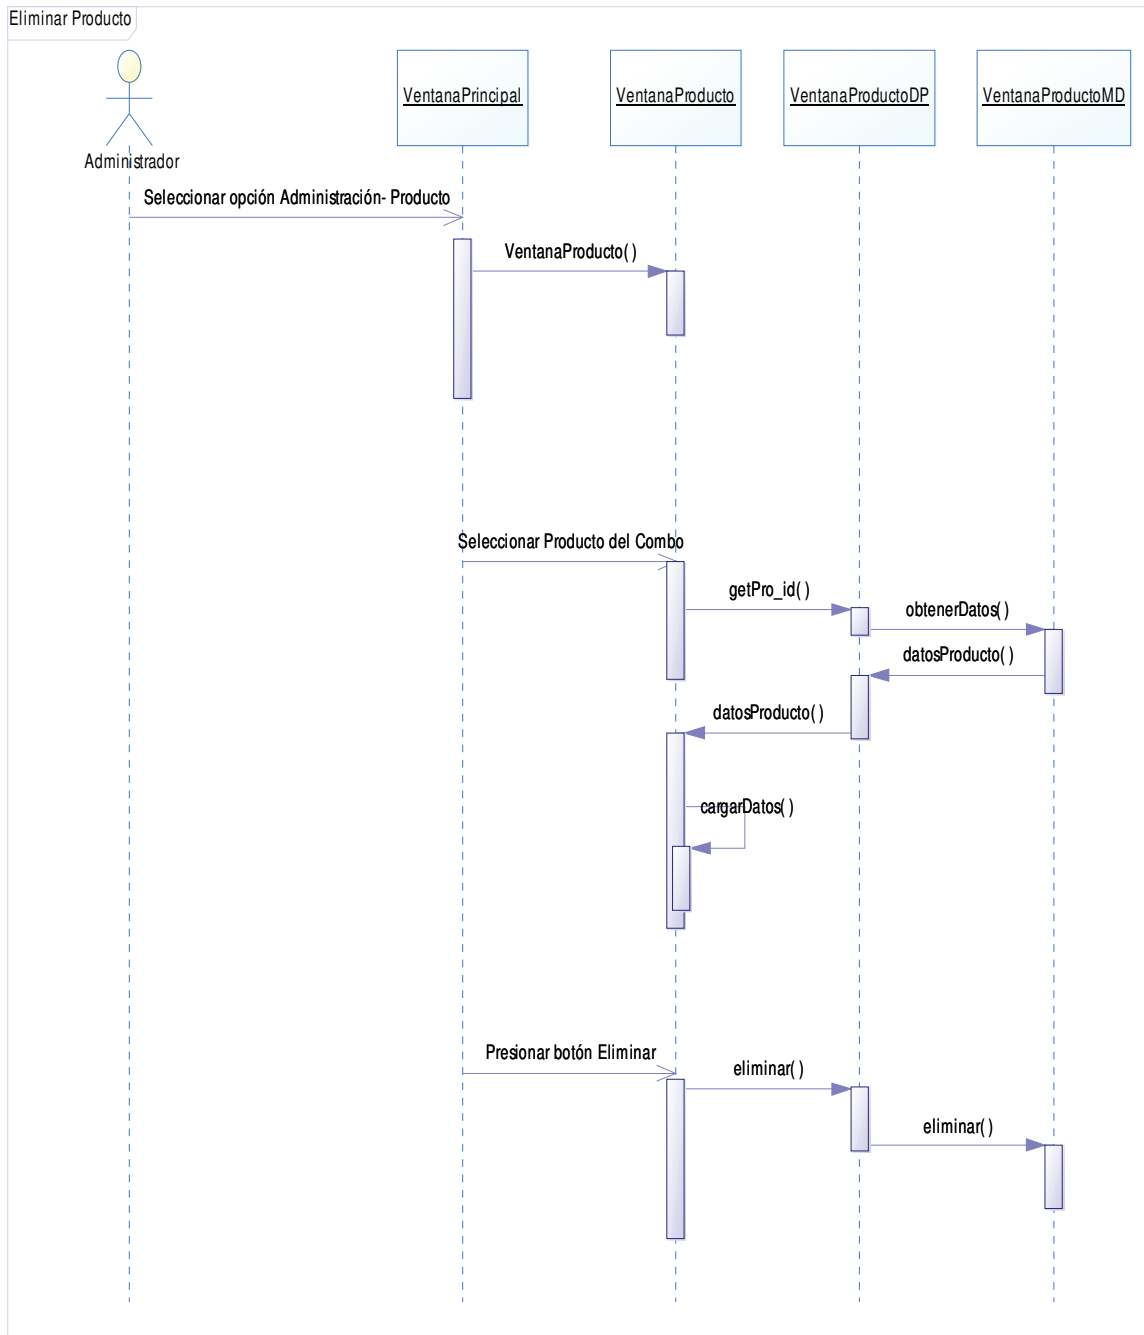 Eliminar Producto
VentanaPrincipal
VentanaProducto
VentanaProductoDP
VentanaProductoMD
Administrador
Seleccionar opción Administración- Producto
VentanaProducto( )
Seleccionar Producto del Combo
getPro_id( )
obtenerDatos( )
datosProducto( )
datosProducto( )
cargarDatos( )
Presionar botón Eliminar
eliminar( )
eliminar( )